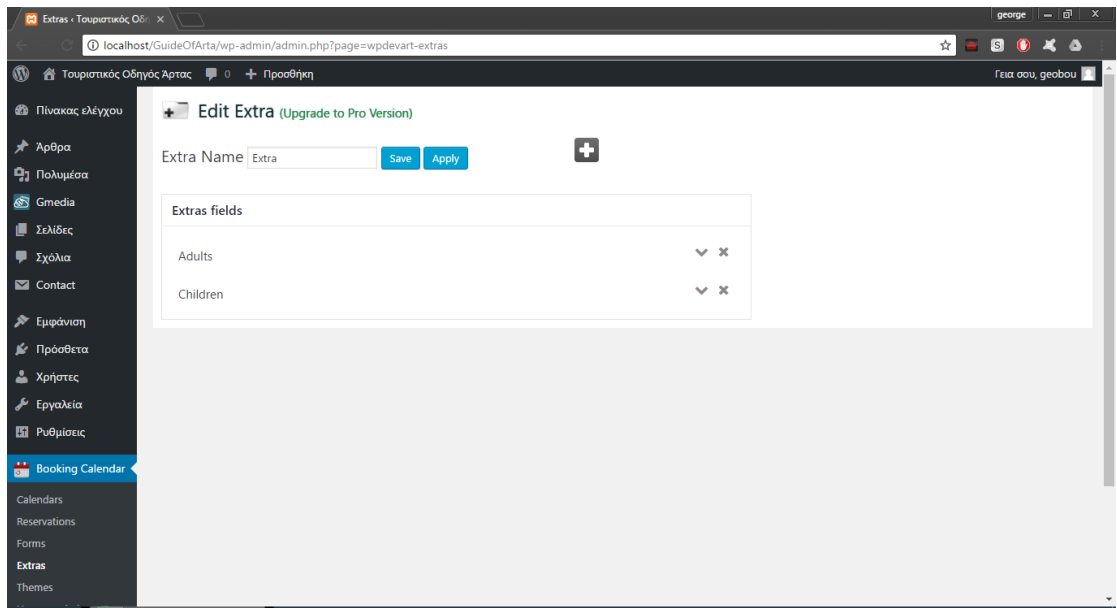 Extras ‹ Τουριστικός Οδη
george
localhost/GuideOfArta/wp-admin/admin.php?page=wpdevart-extras
Τουριστικός Οδηγός Άρτας 0 Προσθήκη
Γεια σου, geobou
Πίνακας ελέγχου
Άρθρα
Πολυμέσα
Gmedia
Σελίδες
Σχόλια
Contact
Εμφάνιση
Πρόσθετα
Χρήστες
Εργαλεία
Ρυθμίσεις
Booking Calendar
Calendars
Reservations
Forms
Extras
Themes
Edit Extra (Upgrade to Pro Version)
Extra Name Extra Save Apply
Extras fields
Adults
Children